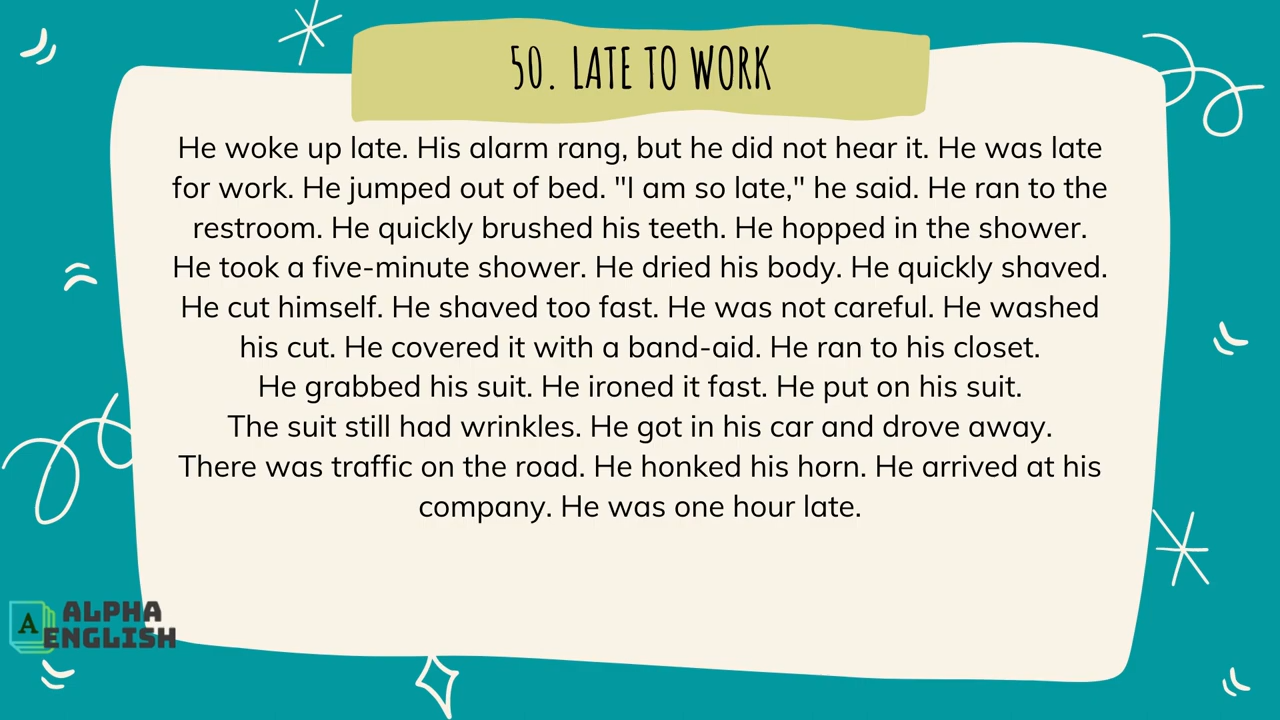 50. LATE TO WORK
He woke up late. His alarm rang, but he did not hear it. He was late
for work. He jumped out of bed. "I am so late," he said. He ran to the
restroom. He quickly brushed his teeth. He hopped in the shower.
He took a five-minute shower. He dried his body. He quickly shaved.
He cut himself. He shaved too fast. He was not careful. He washed
his cut. He covered it with a band-aid. He ran to his closet.
He grabbed his suit. He ironed it fast. He put on his suit.
The suit still had wrinkles. He got in his car and drove away.
There was traffic on the road. He honked his horn. He arrived at his
company. He was one hour late.
A
ALPHA
ENGLISH